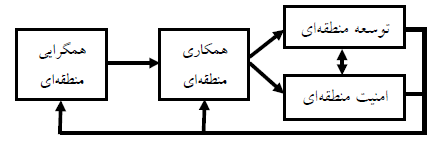 همگرایی
منطقه‌ای
همکاری
منطقه‌ای
توسعه منطقه‌ای
امنیت منطقه‌ای